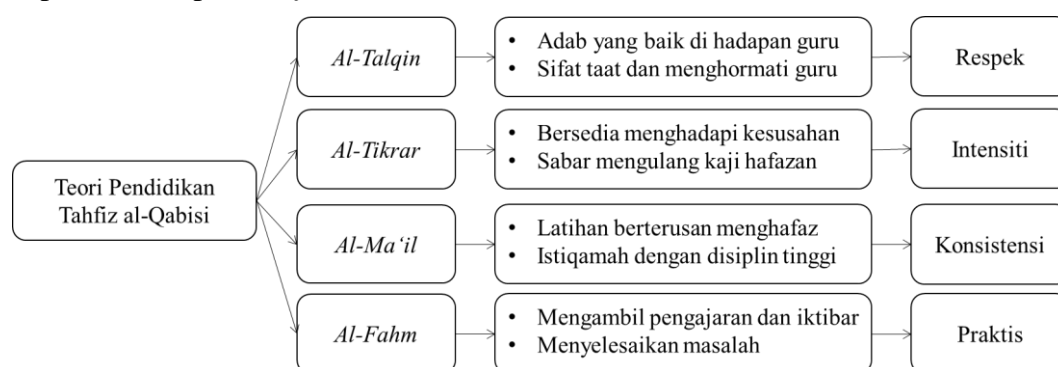 Teori Pendidikan
Tahfiz al-Qabisi
Al-Talqin
• Adab yang baik di hadapan guru
• Sifat taat dan menghormati guru
Respek
Al-Tikrar
• Bersedia menghadapi kesusahan
• Sabar mengulang kaji hafazan
Intensiti
Al-Ma‘il
• Latihan berterusan menghafaz
• Istiqamah dengan disiplin tinggi
Konsistensi
Al-Fahm
• Mengambil pengajaran dan iktibar
• Menyelesaikan masalah
Praktis